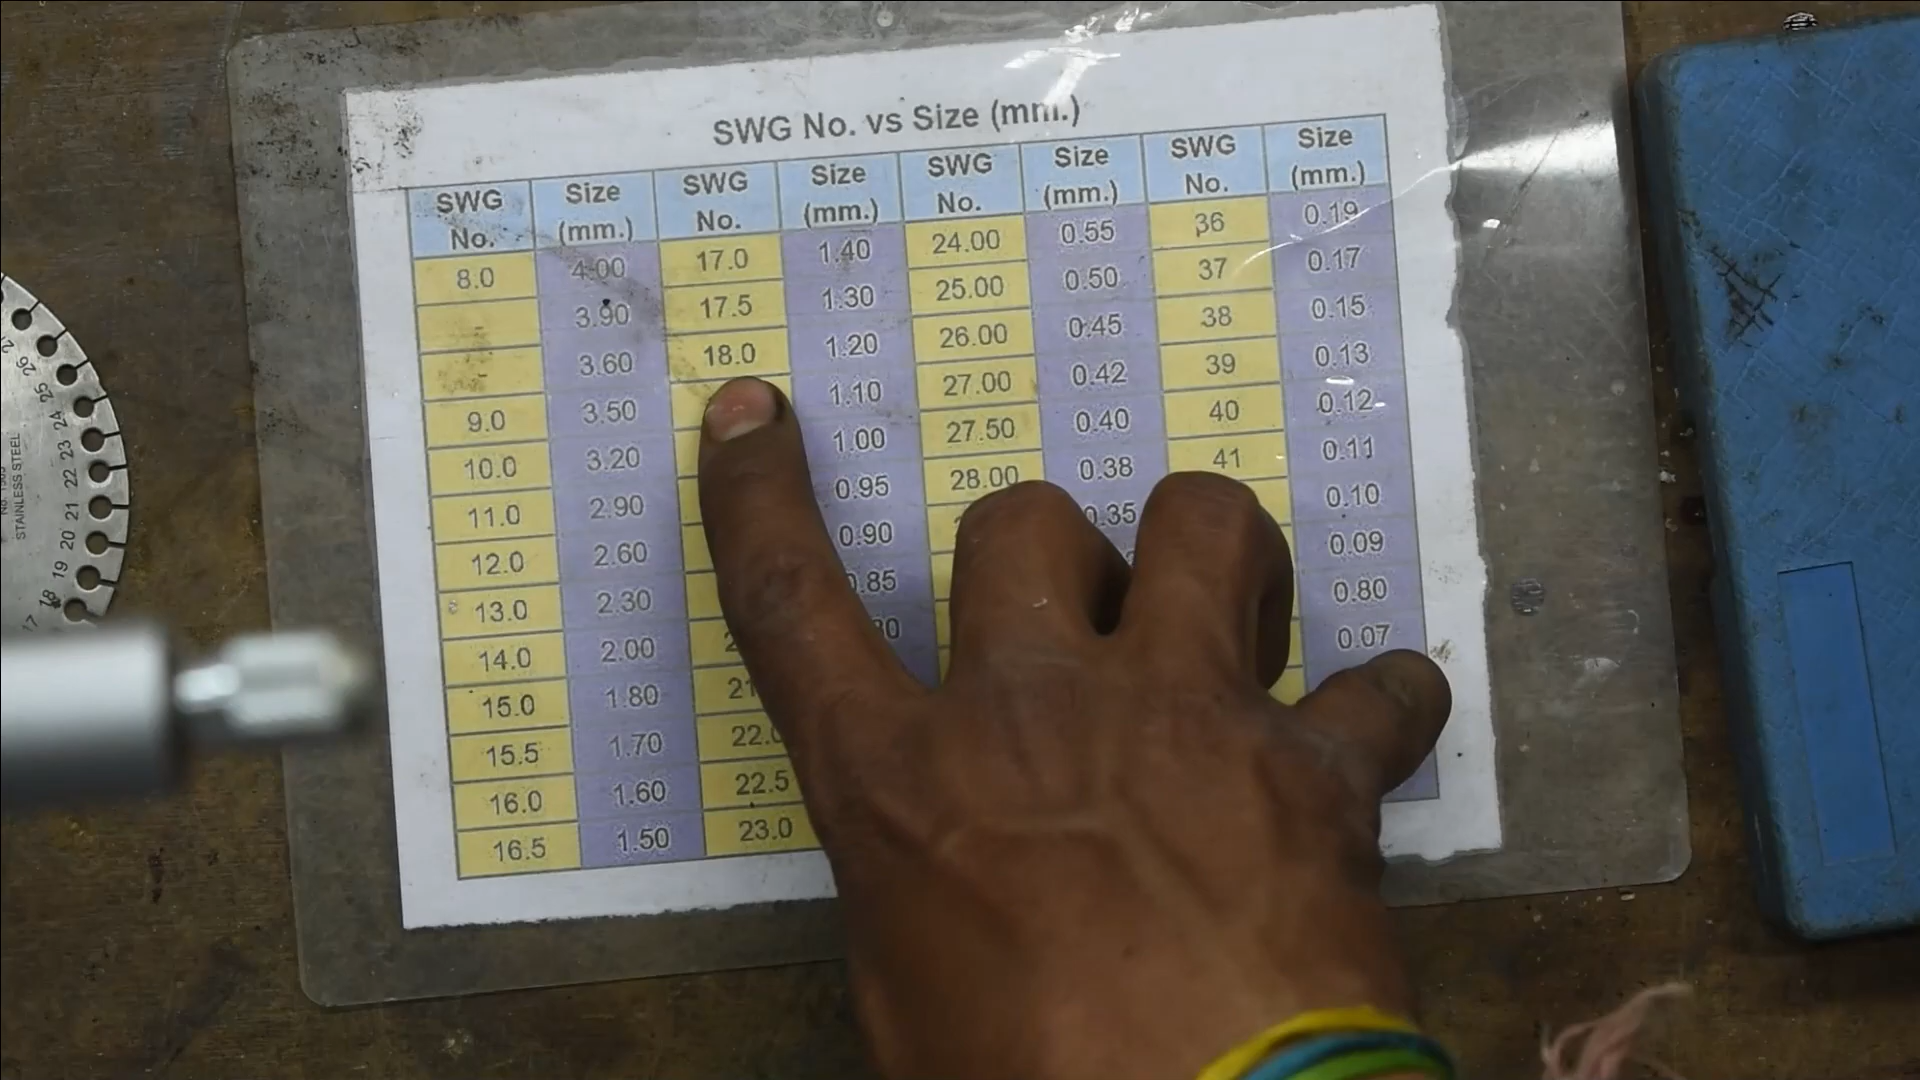 SWG No. vs Size (mm.)
SWG No. Size (mm.) SWG No. Size (mm.) SWG No. Size (mm.) SWG No. Size (mm.)
8.0 4.00 17.0 1.40 24.00 0.55 36 0.19
3.90 17.5 1.30 25.00 0.50 37 0.17
3.60 18.0 1.20 26.00 0.45 38 0.15
9.0 3.50 1.10 27.00 0.42 39 0.13
10.0 3.20 1.00 27.50 0.40 40 0.12
11.0 2.90 0.95 28.00 0.38 41 0.11
12.0 2.60 0.90 0.35 0.10
13.0 2.30 0.85 0.09
14.0 2.00 0.80
15.0 1.80 21 0.07
15.5 1.70 22.0
16.0 1.60 22.5
16.5 1.50 23.0
STAINLESS STEEL
26
25
24
23
22
21
20
19
18